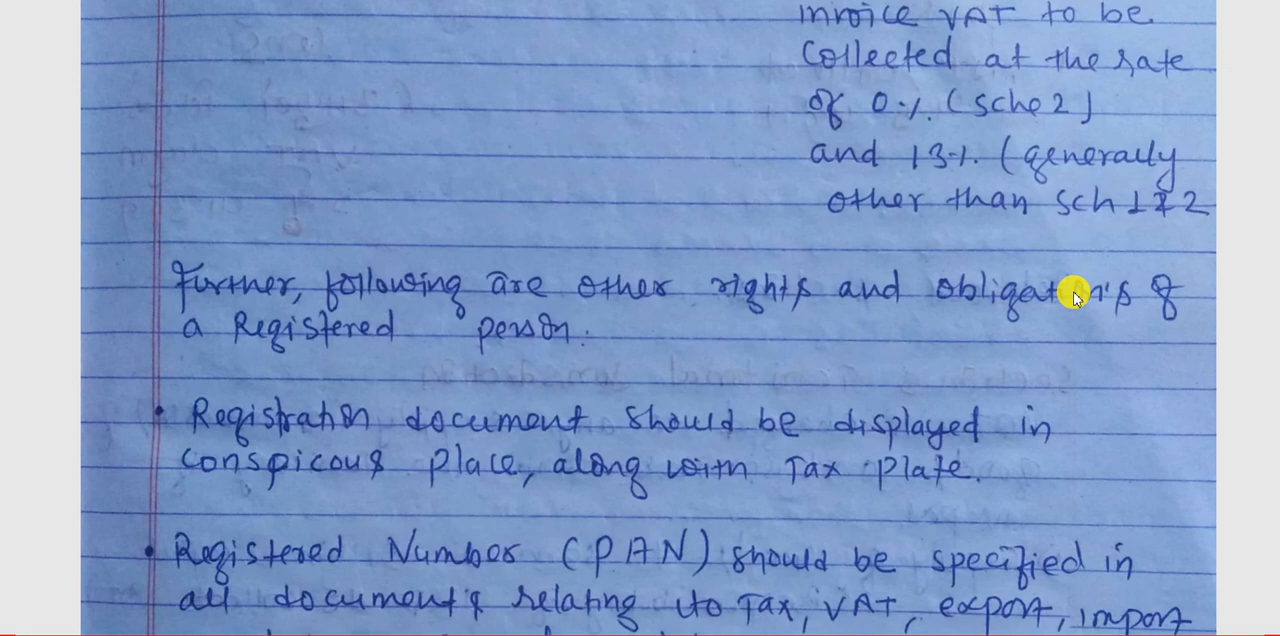 invoice VAT to be
Collected at the rate
of 0% (sche 2)
and 13% (generally
other than sch 1 & 2
Further, following are other rights and obligations of
a Registered person.
• Registration document should be displayed in
conspicous place, along with Tax plate.
• Registered Number (PAN) should be specified in
all documents relating to Tax, VAT, export, import